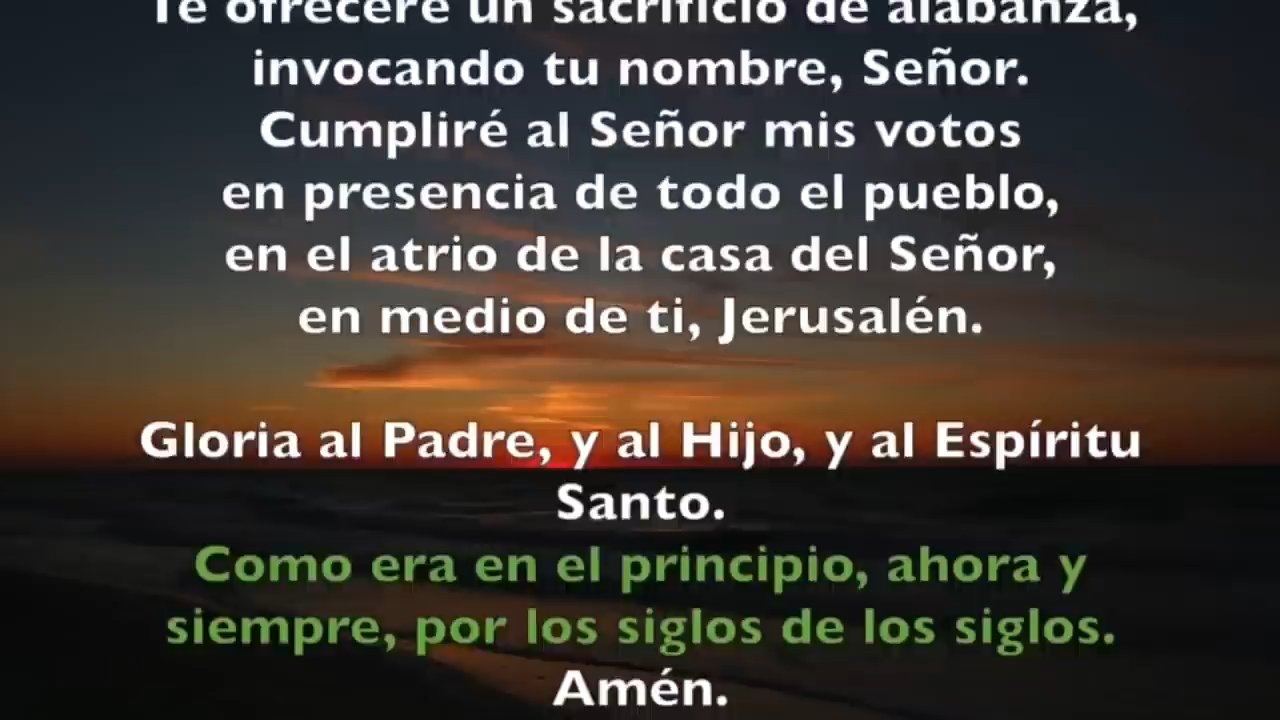 Te ofreceré un sacrificio de alabanza,
invocando tu nombre, Señor.
Cumpliré al Señor mis votos
en presencia de todo el pueblo,
en el atrio de la casa del Señor,
en medio de ti, Jerusalén.
Gloria al Padre, y al Hijo, y al Espíritu
Santo.
Como era en el principio, ahora y
siempre, por los siglos de los siglos.
Amén.